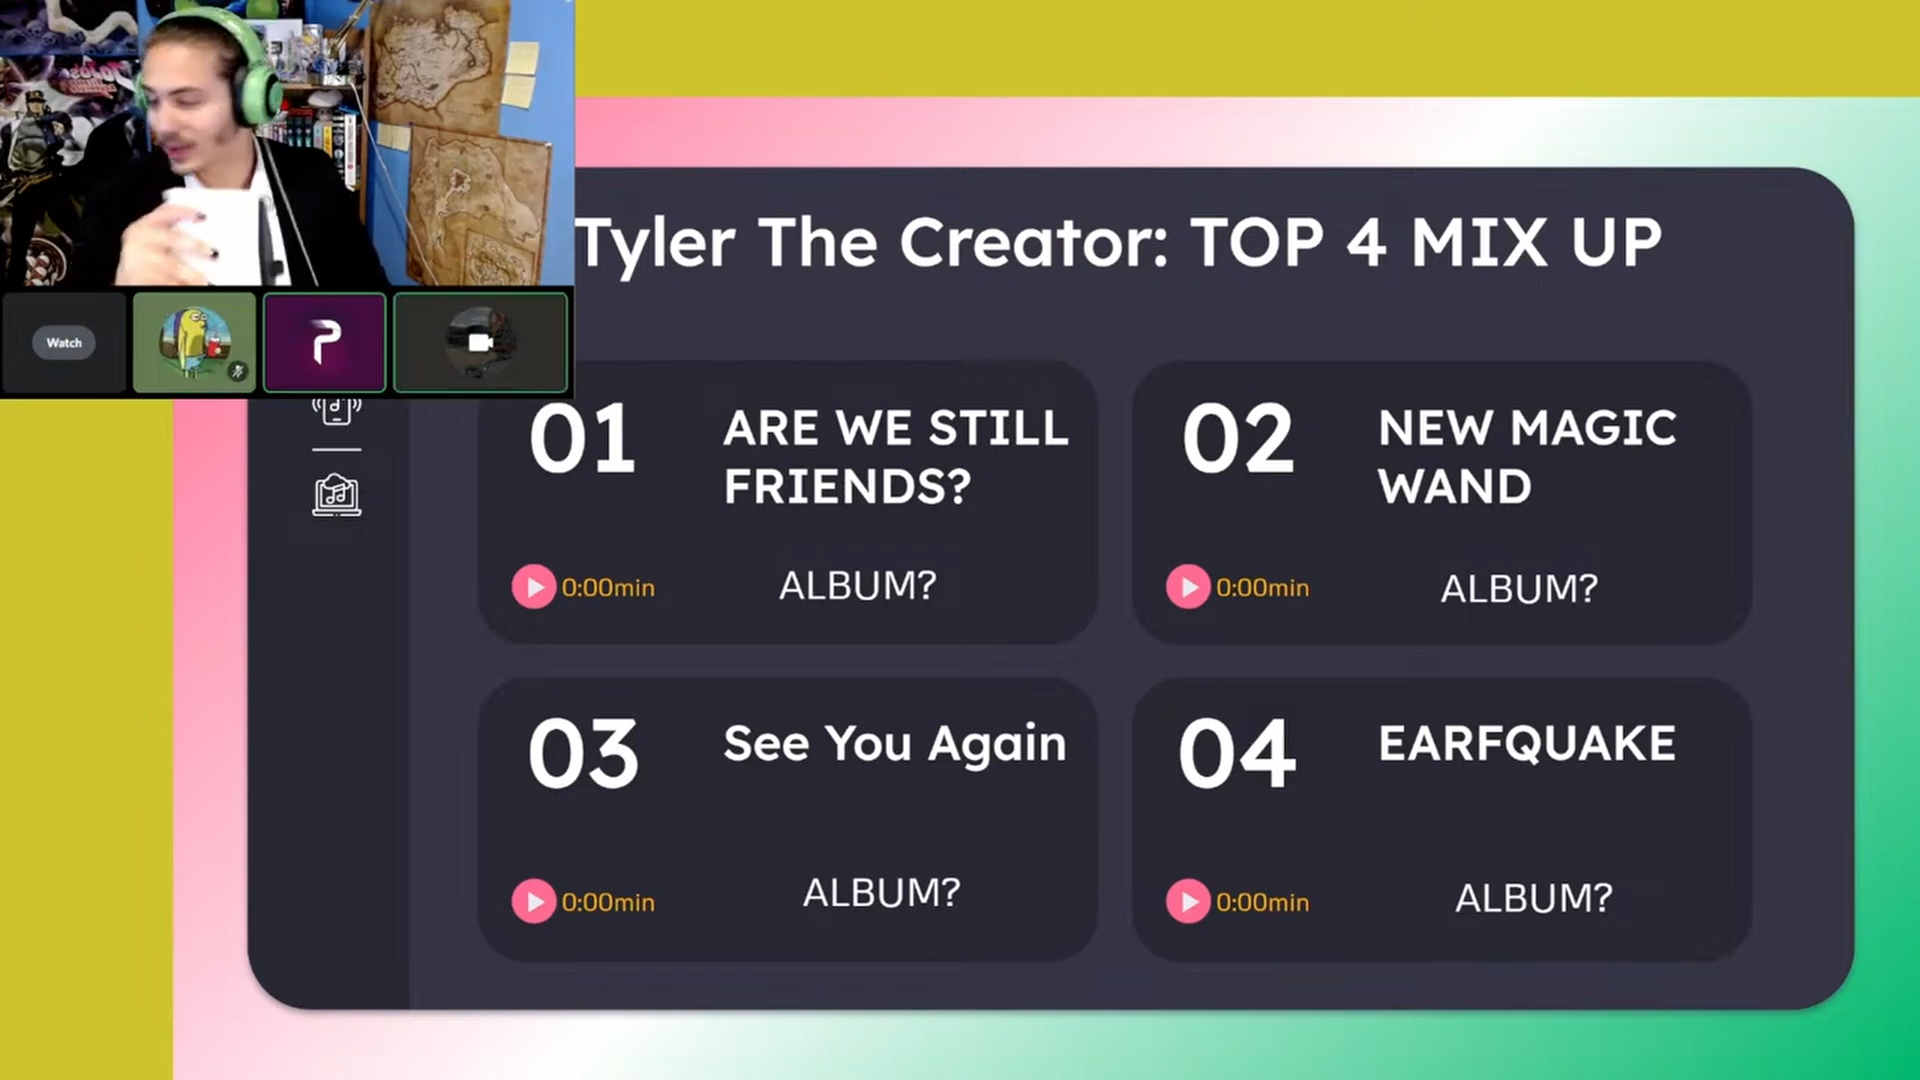 Watch
Tyler The Creator: TOP 4 MIX UP
01
ARE WE STILL
FRIENDS?
0:00min
ALBUM?
02
NEW MAGIC
WAND
0:00min
ALBUM?
03
See You Again
0:00min
ALBUM?
04
EARFQUAKE
0:00min
ALBUM?